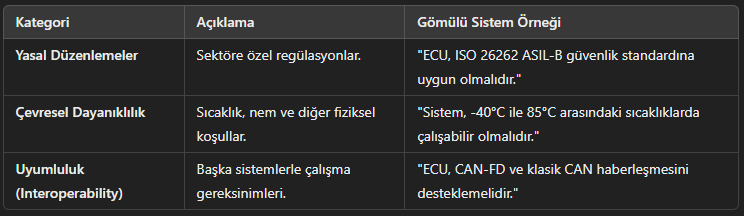 Kategori Açıklama Gömülü Sistem Örneği
Yasal Düzenlemeler Sektöre özel regülasyonlar. "ECU, ISO 26262 ASIL-B güvenlik standardına
uygun olmalıdır."
Çevresel Dayanıklılık Sıcaklık, nem ve diğer fiziksel "Sistem, -40°C ile 85°C arasındaki sıcaklıklarda
koşullar. çalışabilir olmalıdır."
Uyumluluk Başka sistemlerle çalışma "ECU, CAN-FD ve klasik CAN haberleşmesini
(Interoperability) gereksinimleri. desteklemelidir."